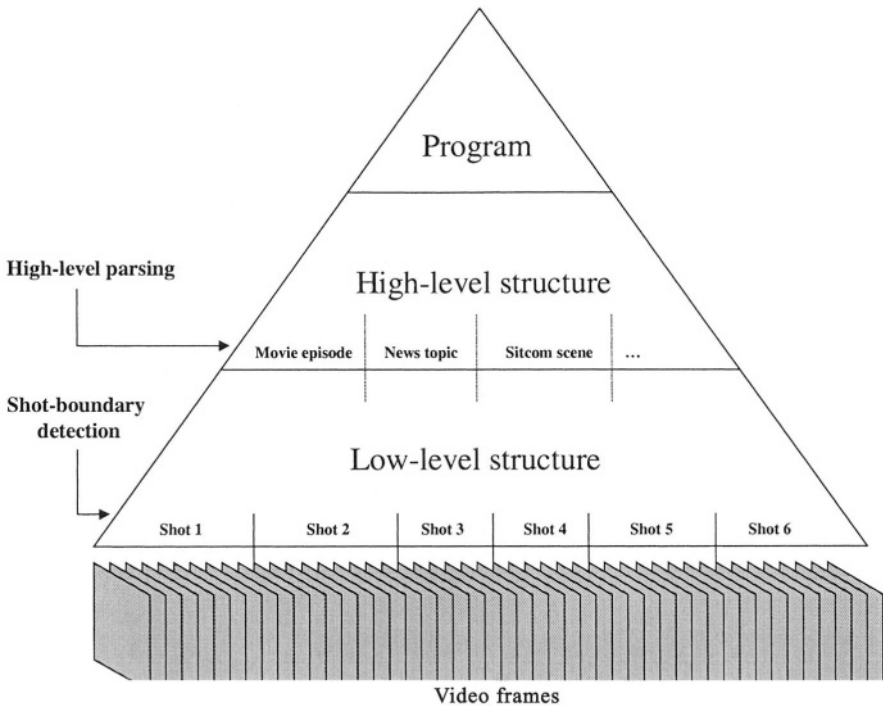 Program
High-level parsing
High-level structure
Movie episode News topic Sitcom scene ...
Shot-boundary
detection
Low-level structure
Shot 1 Shot 2 Shot 3 Shot 4 Shot 5 Shot 6
Video frames